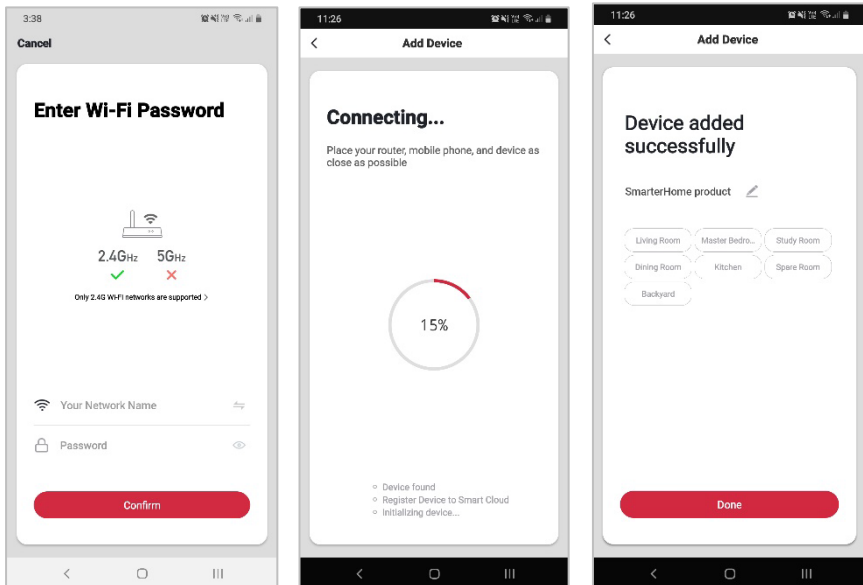 3:38
Cancel
Enter Wi-Fi Password
2.4GHz 5GHz
Only 2.4G Wi-Fi networks are supported >
Your Network Name
Password
Confirm
11:26
Add Device
Connecting...
Place your router, mobile phone, and device as
close as possible
15%
Device found
Register Device to Smart Cloud
Initializing device...
11:26
Add Device
Device added
successfully
SmarterHome product
Living Room Master Bedro... Study Room
Dining Room Kitchen Spare Room
Backyard
Done